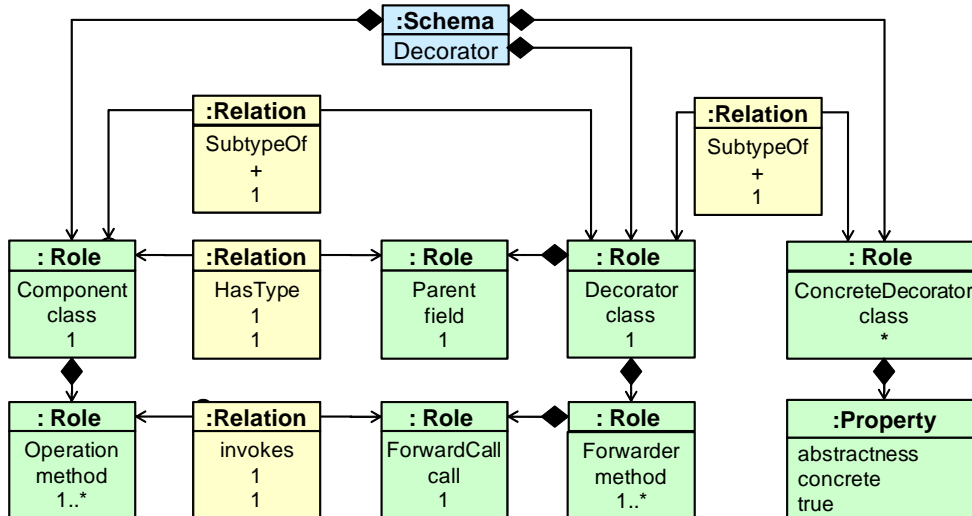 :Schema
Decorator
:Relation
SubtypeOf
+
1
:Relation
SubtypeOf
+
1
: Role
Component
class
1
:Relation
HasType
1
1
: Role
Parent
field
1
: Role
Decorator
class
1
: Role
ConcreteDecorator
class
*
: Role
Operation
method
1..*
:Relation
invokes
1
1
: Role
ForwardCall
call
1
: Role
Forwarder
method
1..*
:Property
abstractness
concrete
true